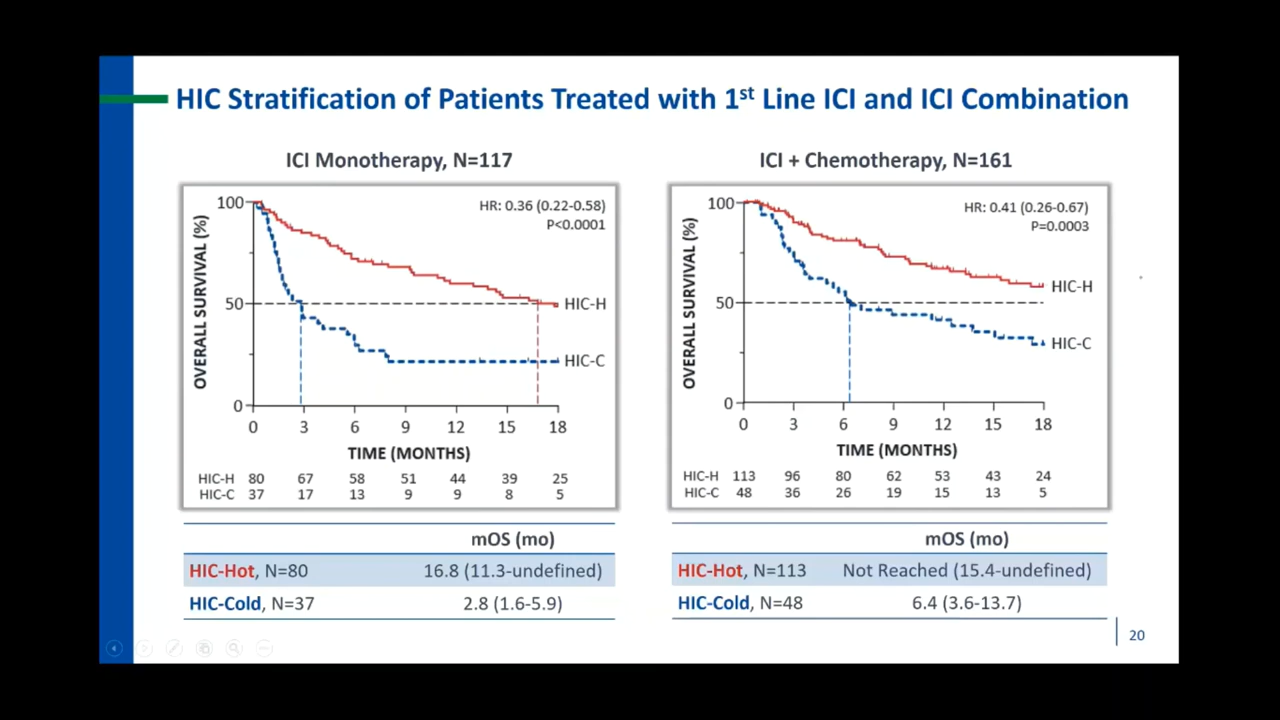 HIC Stratification of Patients Treated with 1st Line ICI and ICI Combination
ICI Monotherapy, N=117
OVERALL SURVIVAL (%)
100
50
0
HR: 0.36 (0.22-0.58)
P<0.0001
HIC-H
HIC-C
0 3 6 9 12 15 18
TIME (MONTHS)
HIC-H 80 67 58 51 44 39 25
HIC-C 37 17 13 9 9 8 5
mOS (mo)
HIC-Hot, N=80 16.8 (11.3-undefined)
HIC-Cold, N=37 2.8 (1.6-5.9)
ICI + Chemotherapy, N=161
OVERALL SURVIVAL (%)
100
50
0
HR: 0.41 (0.26-0.67)
P=0.0003
HIC-H
HIC-C
0 3 6 9 12 15 18
TIME (MONTHS)
HIC-H 113 96 80 62 53 43 24
HIC-C 48 36 26 19 15 13 5
mOS (mo)
HIC-Hot, N=113 Not Reached (15.4-undefined)
HIC-Cold, N=48 6.4 (3.6-13.7)
20